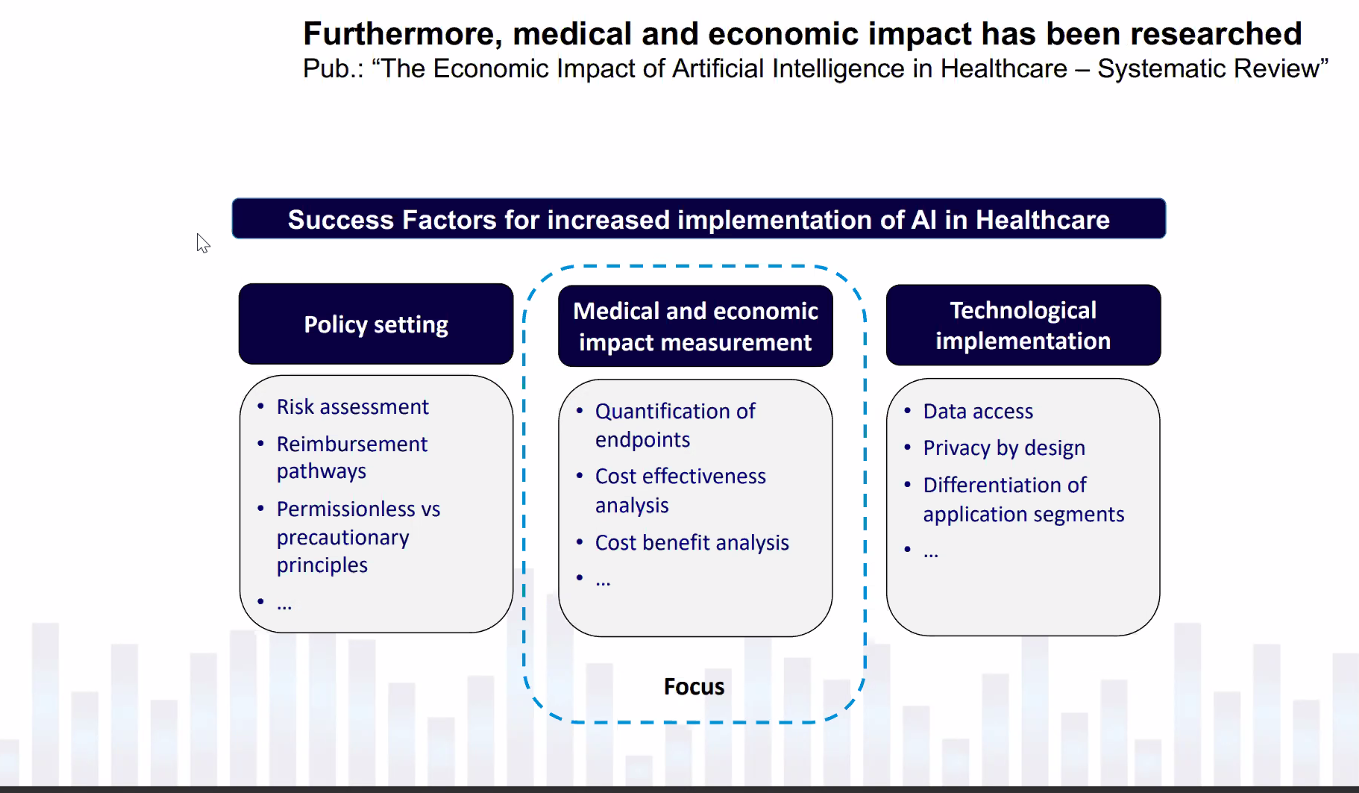 Furthermore, medical and economic impact has been researched
Pub.: “The Economic Impact of Artificial Intelligence in Healthcare – Systematic Review”
Success Factors for increased implementation of AI in Healthcare
Policy setting
• Risk assessment
• Reimbursement
pathways
• Permissionless vs
precautionary
principles
• ...
Medical and economic
impact measurement
• Quantification of
endpoints
• Cost effectiveness
analysis
• Cost benefit analysis
• ...
Focus
Technological
implementation
• Data access
• Privacy by design
• Differentiation of
application segments
• ...